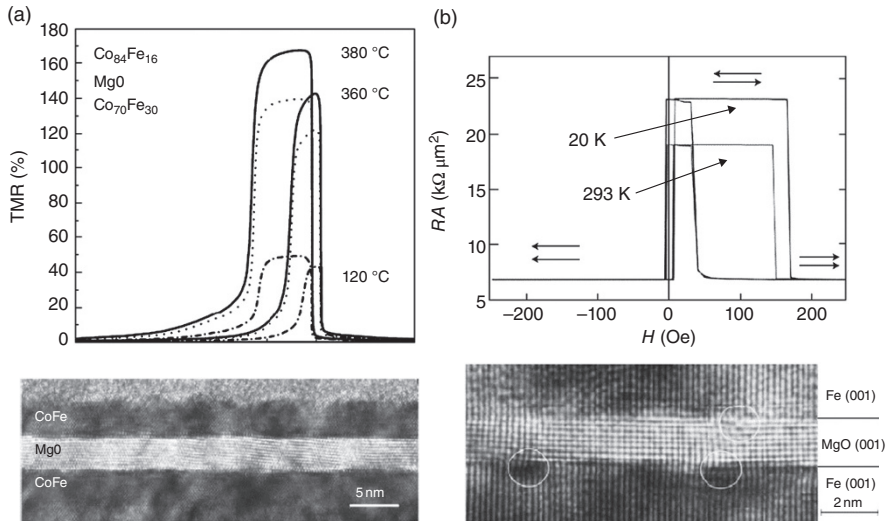 (a)
180
160
140
120
100
80
60
40
20
0
TMR (%)
Co84Fe16
Mg0
Co70Fe30
380 °C
360 °C
120 °C
CoFe
Mg0
CoFe
5 nm
(b)
25
20
15
10
5
RA (kΩ μm²)
20 K
293 K
−200
−100
0
100
200
H (Oe)
Fe (001)
MgO (001)
Fe (001)
2 nm